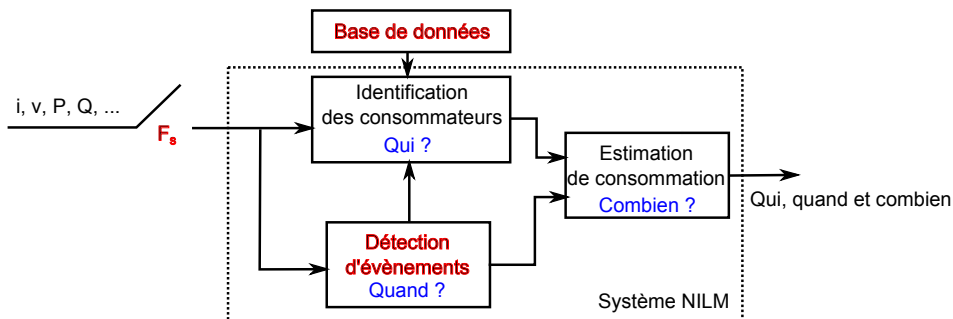 Base de données
i, v, P, Q, ...
Fs
Identification
des consommateurs
Qui ?
Estimation
de consommation
Combien ?
Qui, quand et combien
Détection
d'évènements
Quand ?
Système NILM